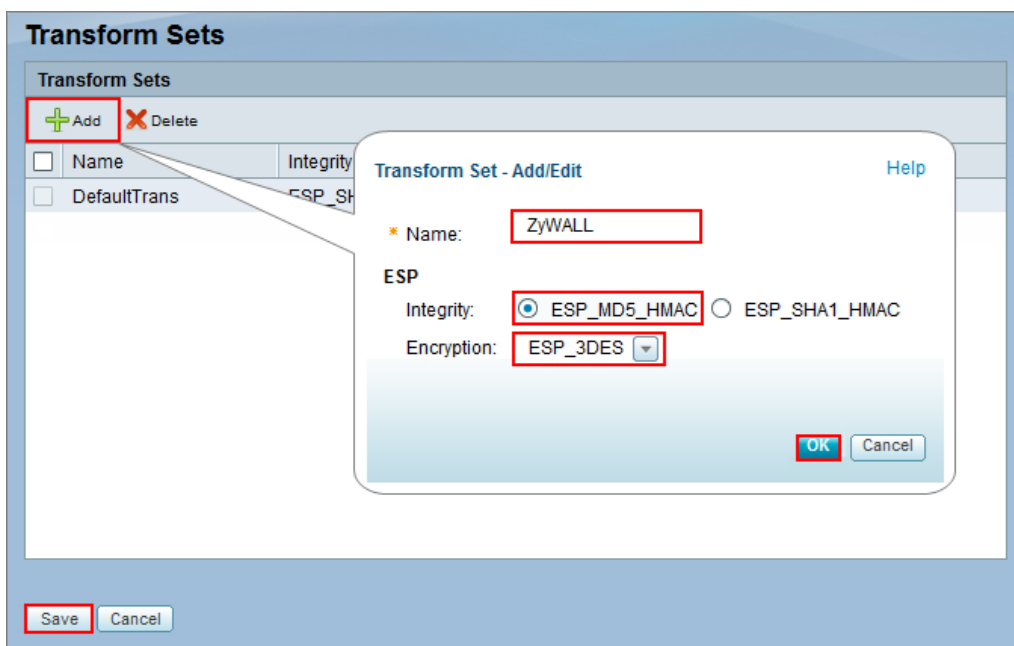 Transform Sets
Transform Sets
Add Delete
Name Integrity
DefaultTrans
Transform Set - Add/Edit Help
* Name: ZyWALL
ESP
Integrity: ESP_MD5_HMAC ESP_SHA1_HMAC
Encryption: ESP_3DES
OK Cancel
Save Cancel